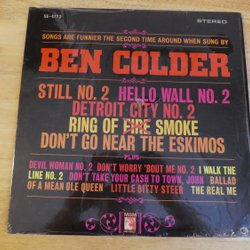 SE-4173
STEREO
SONGS ARE FUNNIER THE SECOND TIME AROUND WHEN SUNG BY
BEN COLDER
STILL NO. 2 HELLO WALL NO. 2
DETROIT CITY NO. 2
RING OF FIRE SMOKE
DON'T GO NEAR THE ESKIMOS
PLUS
DEVIL WOMAN NO. 2 DON'T WORRY 'BOUT ME NO. 2 I WALK THE
LINE NO. 2 DON'T TAKE YOUR CASH TO TOWN, JOHN BALLAD
OF A MEAN OLE QUEEN LITTLE BITTY STEER THE REAL ME
MGM